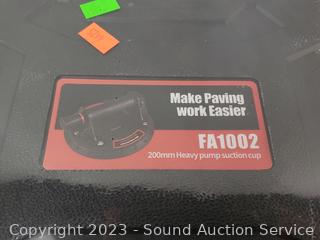 Make Paving
work Easier
FA1002
200mm Heavy pump suction cup
Copyright © 2023 - Sound Auction Service